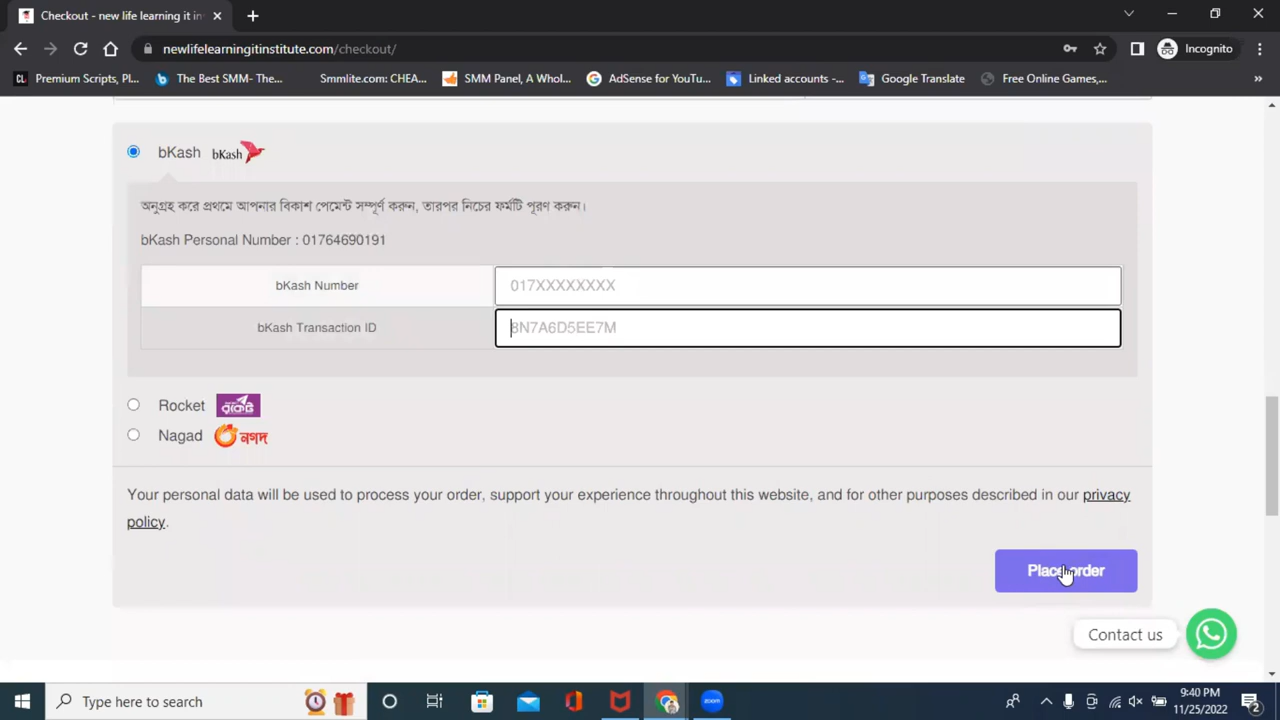 Checkout - new life learning it in
newlifelearningitinstitute.com/checkout/
Incognito
Premium Scripts, Pl...
The Best SMM- The...
Smmlite.com: CHEA...
SMM Panel, A Whol...
AdSense for YouTu...
Linked accounts -...
Google Translate
Free Online Games,...
bKash bKash
অনুগ্রহ করে প্রথমে আপনার বিকাশ পেমেন্ট সম্পূর্ণ করুন, তারপর নিচের ফর্মটি পূরণ করুন।
bKash Personal Number : 01764690191
bKash Number 017XXXXXXXX
bKash Transaction ID 8N7A6D5EE7M
Rocket রকেট
Nagad নগদ
Your personal data will be used to process your order, support your experience throughout this website, and for other purposes described in our privacy
policy.
Place order
Contact us
Type here to search
zoom
9:40 PM
11/25/2022
2